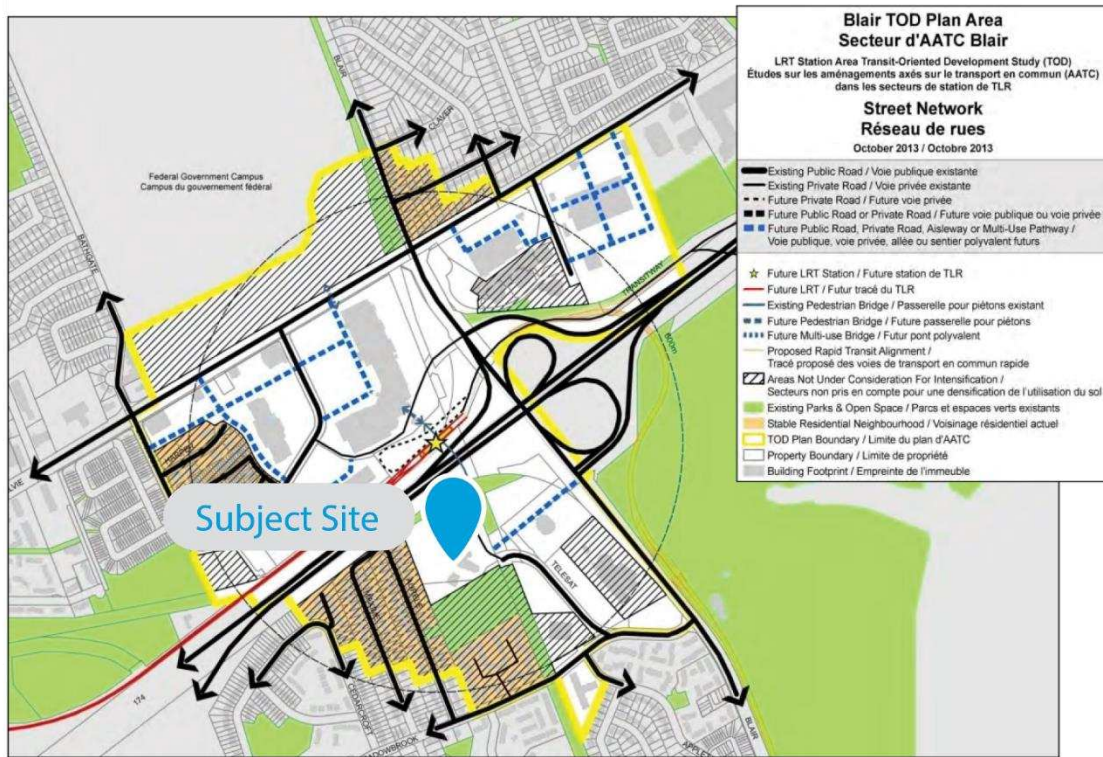 Blair TOD Plan Area
Secteur d'AATC Blair
LRT Station Area Transit-Oriented Development Study (TOD)
Études sur les aménagements axés sur le transport en commun (AATC)
dans les secteurs de station de TLR
Street Network
Réseau de rues
October 2013 / Octobre 2013
Existing Public Road / Voie publique existante
Existing Private Road / Voie privée existante
Future Private Road / Future voie privée
Future Public Road or Private Road / Future voie publique ou voie privée
Future Public Road, Private Road, Aisleway or Multi-Use Pathway /
Voie publique, voie privée, allée ou sentier polyvalent futurs
Future LRT Station / Future station de TLR
Future LRT / Futur tracé du TLR
Existing Pedestrian Bridge / Passerelle pour piétons existant
Future Pedestrian Bridge / Future passerelle pour piétons
Future Multi-use Bridge / Futur pont polyvalent
Proposed Rapid Transit Alignment /
Tracé proposé des voies de transport en commun rapide
Areas Not Under Consideration For Intensification /
Secteurs non pris en compte pour une densification de l'utilisation du sol
Existing Parks & Open Space / Parcs et espaces verts existants
Stable Residential Neighbourhood / Voisinage résidentiel actuel
TOD Plan Boundary / Limite du plan d'AATC
Property Boundary / Limite de propriété
Building Footprint / Empreinte de l'immeuble
BLAIR
CLAVER
Federal Government Campus
Campus du gouvernement fédéral
BATHGATE
TRANSITWAY
600m
Subject Site
TELESAT
174
CEDARCROFT
BLAIR